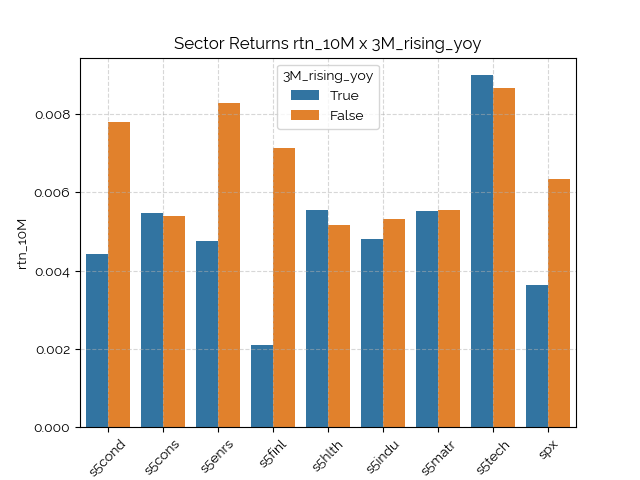 Sector Returns rtn_10M x 3M_rising_yoy
3M_rising_yoy
True
False
rtn_10M
0.008
0.006
0.004
0.002
0.000
s5cond
s5cons
s5enrs
s5finl
s5hlth
s5indu
s5matr
s5tech
spx